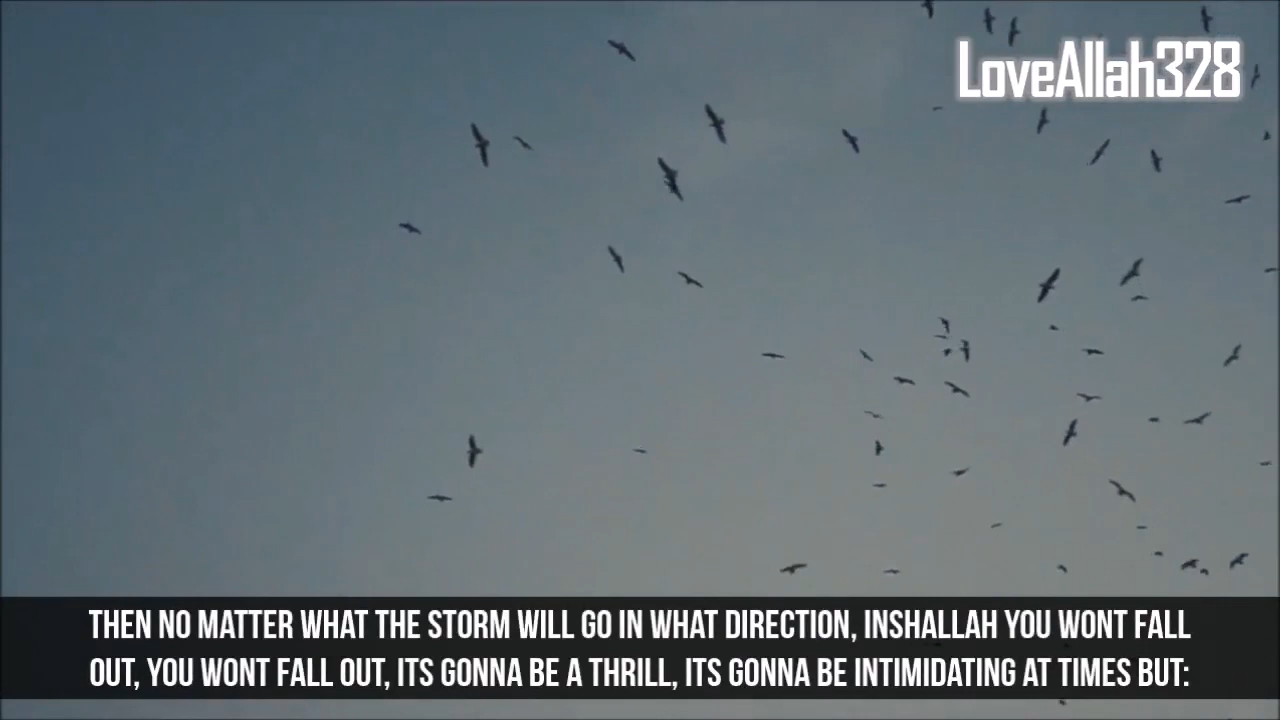 LoveAllah328
THEN NO MATTER WHAT THE STORM WILL GO IN WHAT DIRECTION, INSHALLAH YOU WONT FALL
OUT, YOU WONT FALL OUT, ITS GONNA BE A THRILL, ITS GONNA BE INTIMIDATING AT TIMES BUT: